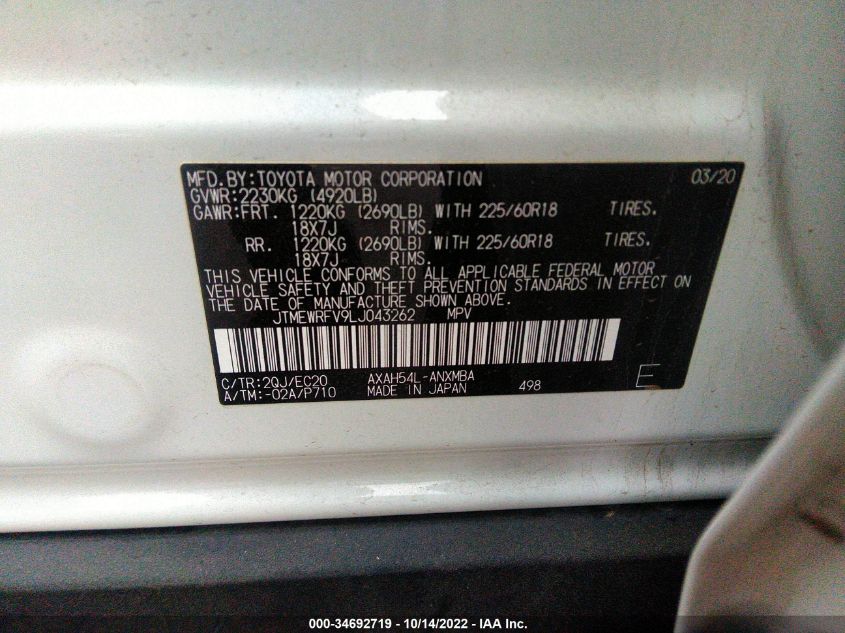 MFD.BY:TOYOTA MOTOR CORPORATION 03/20
GVWR:2230KG (4920LB)
GAWR:FRT. 1220KG (2690LB) WITH 225/60R18 TIRES.
18X7J RIMS.
RR. 1220KG (2690LB) WITH 225/60R18 TIRES.
18X7J RIMS.
THIS VEHICLE CONFORMS TO ALL APPLICABLE FEDERAL MOTOR
VEHICLE SAFETY AND THEFT PREVENTION STANDARDS IN EFFECT ON
THE DATE OF MANUFACTURE SHOWN ABOVE.
JTMEWRFV9LJ043262 MPV
C/TR:2QJ/EC20 AXAH54L-ANXMBA
A/TM:-02A/P710 MADE IN JAPAN 498 E
000-34692719 - 10/14/2022 - IAA Inc.